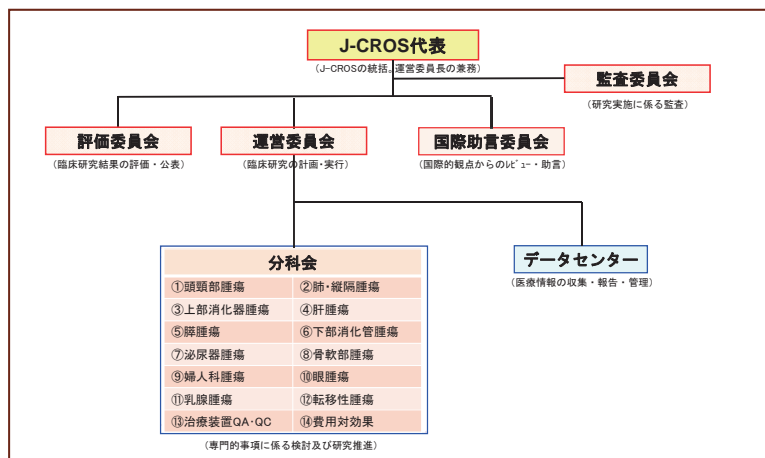 J-CROS代表
(J-CROSの統括。運営委員長の兼務)
監査委員会
(研究実施に係る監査)
評価委員会
(臨床研究結果の評価・公表)
運営委員会
(臨床研究の計画・実行)
国際助言委員会
(国際的観点からのﾚﾋﾞｭｰ・助言)
分科会
①頭頸部腫瘍 ②肺・縦隔腫瘍
③上部消化器腫瘍 ④肝腫瘍
⑤膵腫瘍 ⑥下部消化管腫瘍
⑦泌尿器腫瘍 ⑧骨軟部腫瘍
⑨婦人科腫瘍 ⑩眼腫瘍
⑪乳腺腫瘍 ⑫転移性腫瘍
⑬治療装置QA・QC ⑭費用対効果
(専門的事項に係る検討及び研究推進)
データセンター
(医療情報の収集・報告・管理)